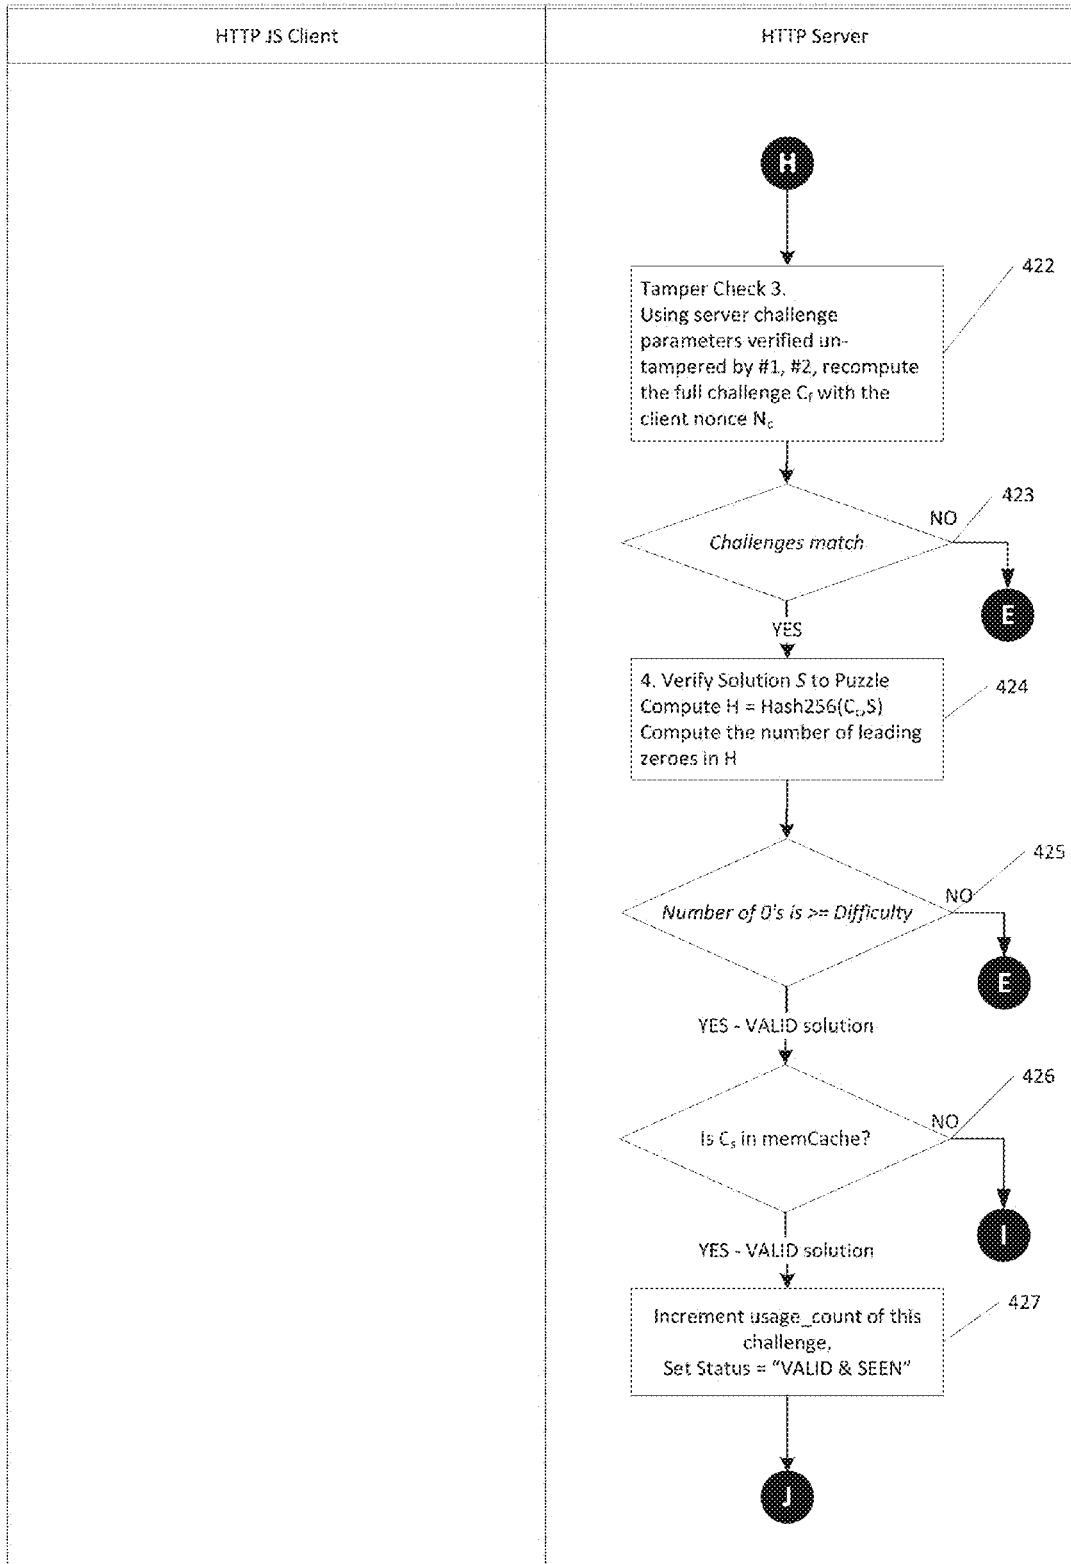 HTTP JS Client
HTTP Server
H
422
Tamper Check 3.
Using server challenge
parameters verified un-
tampered by #1, #2, recompute
the full challenge Cf with the
client nonce Nc
423
NO
Challenges match
E
YES
4. Verify Solution S to Puzzle
Compute H = Hash256(Cc,S)
Compute the number of leading
zeroes in H
424
425
NO
Number of 0's is >= Difficulty
E
YES - VALID solution
426
NO
Is Cs in memCache?
I
YES - VALID solution
427
Increment usage_count of this
challenge,
Set Status = "VALID & SEEN"
J